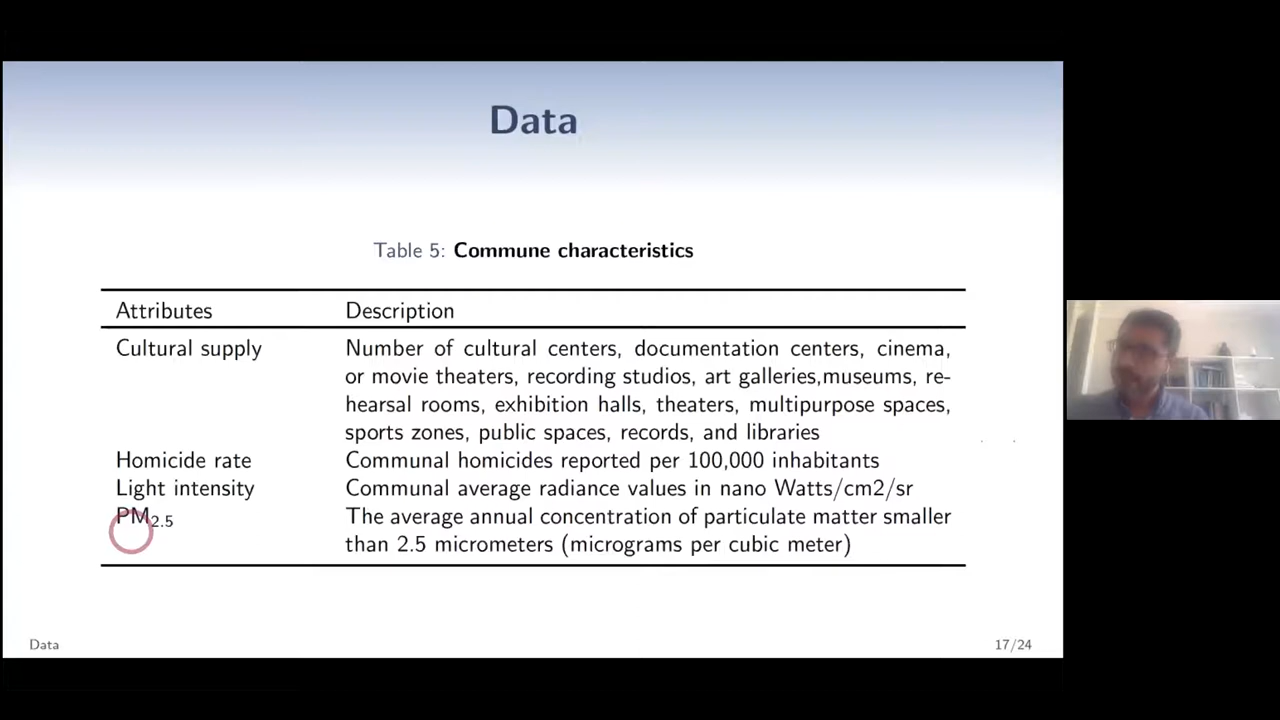 Data
Table 5: Commune characteristics
Attributes Description
Cultural supply Number of cultural centers, documentation centers, cinema,
or movie theaters, recording studios, art galleries,museums, re-
hearsal rooms, exhibition halls, theaters, multipurpose spaces,
sports zones, public spaces, records, and libraries
Homicide rate Communal homicides reported per 100,000 inhabitants
Light intensity Communal average radiance values in nano Watts/cm2/sr
PM2.5 The average annual concentration of particulate matter smaller
than 2.5 micrometers (micrograms per cubic meter)
Data 17/24